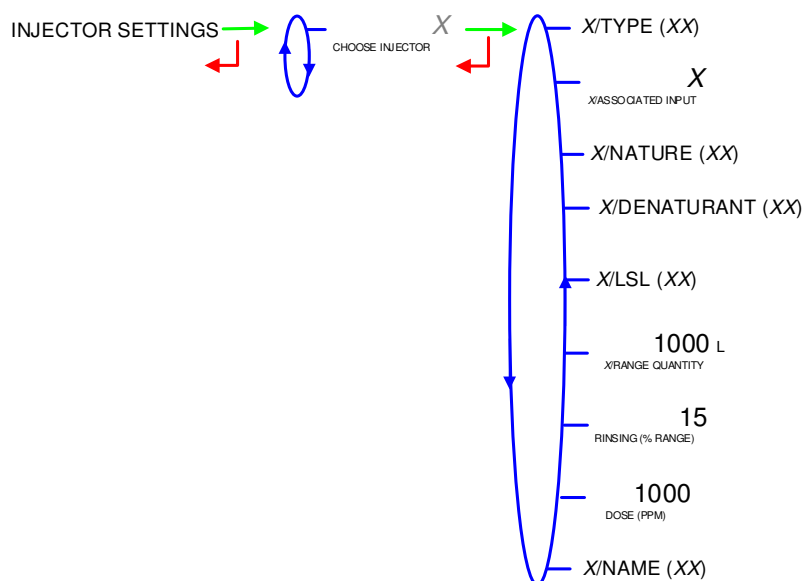 INJECTOR SETTINGS
X
CHOOSE INJECTOR
X/TYPE (XX)
X
X/ASSOCIATED INPUT
X/NATURE (XX)
X/DENATURANT (XX)
X/LSL (XX)
1000 L
X/RANGE QUANTITY
15
RINSING (% RANGE)
1000
DOSE (PPM)
X/NAME (XX)